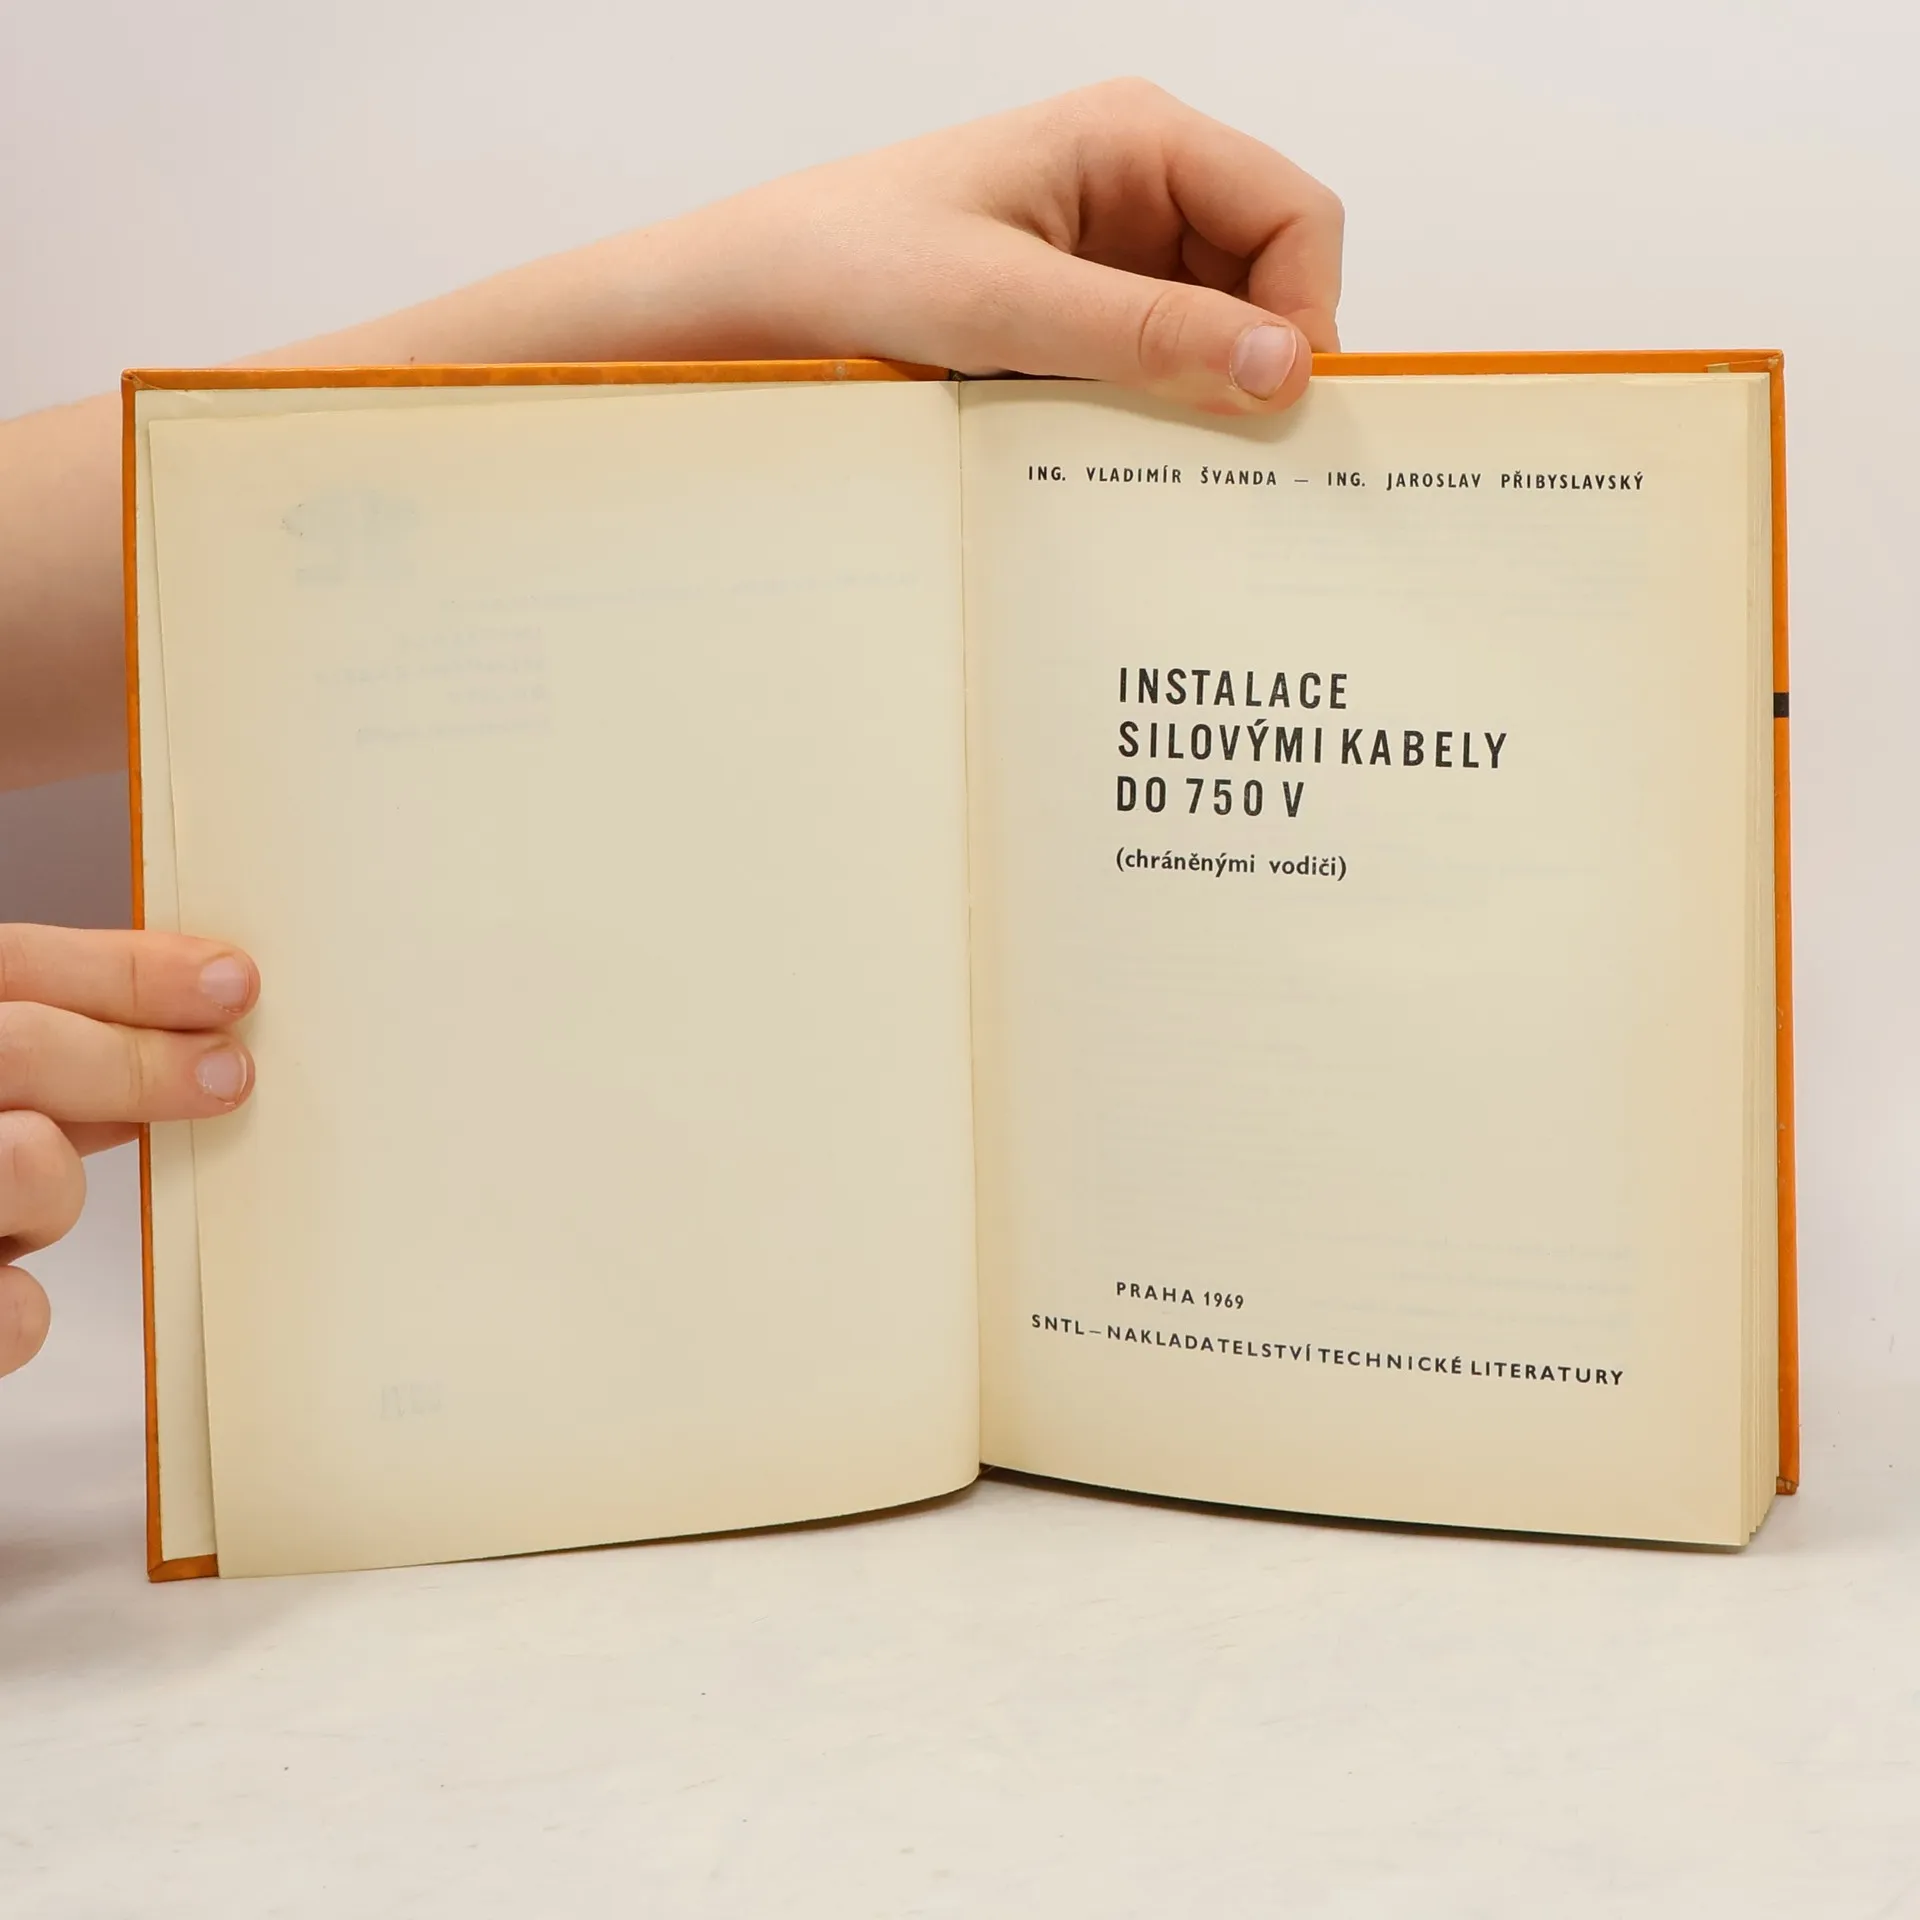 ING. VLADIMÍR ŠVANDA — ING. JAROSLAV PŘIBYSLAVSKÝ
INSTALACE
SILOVÝMI KABELY
DO 750 V
(chráněnými vodiči)
PRAHA 1969
SNTL — NAKLADATELSTVÍ TECHNICKÉ LITERATURY